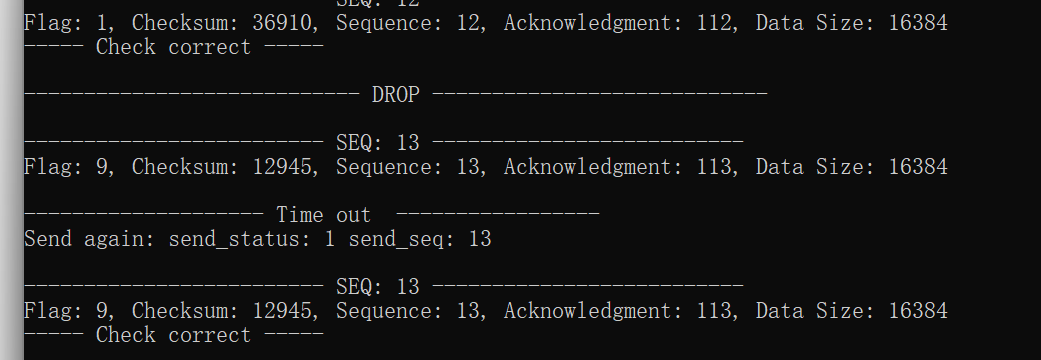 SEQ: 12
Flag: 1, Checksum: 36910, Sequence: 12, Acknowledgment: 112, Data Size: 16384
----- Check correct -----
---------------------------- DROP ----------------------------
------------------------- SEQ: 13 --------------------------
Flag: 9, Checksum: 12945, Sequence: 13, Acknowledgment: 113, Data Size: 16384
-------------------- Time out  -----------------
Send again: send_status: 1 send_seq: 13
------------------------- SEQ: 13 --------------------------
Flag: 9, Checksum: 12945, Sequence: 13, Acknowledgment: 113, Data Size: 16384
----- Check correct -----